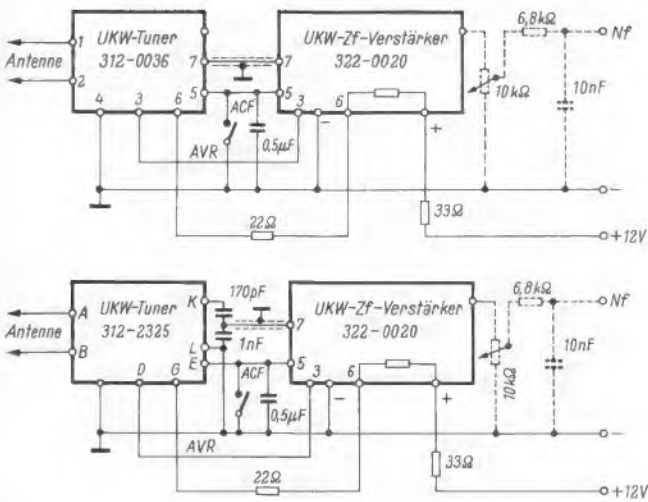 UKW-Tuner
312-0036
UKW-Zf-Verstärker
322-0020
6,8kΩ
Nf
1
Antenne
2
7
7
10kΩ
10nF
5
5
4
3
6
ACF
3
−
6
+
AVR
0,5µF
33Ω
−
22Ω
+12V
UKW-Tuner
312-2325
K
170pF
UKW-Zf-Verstärker
322-0020
6,8kΩ
Nf
A
Antenne
B
7
1nF
L
E
5
10kΩ
10nF
D
G
ACF
3
−
6
+
0,5µF
AVR
33Ω
−
22Ω
+12V